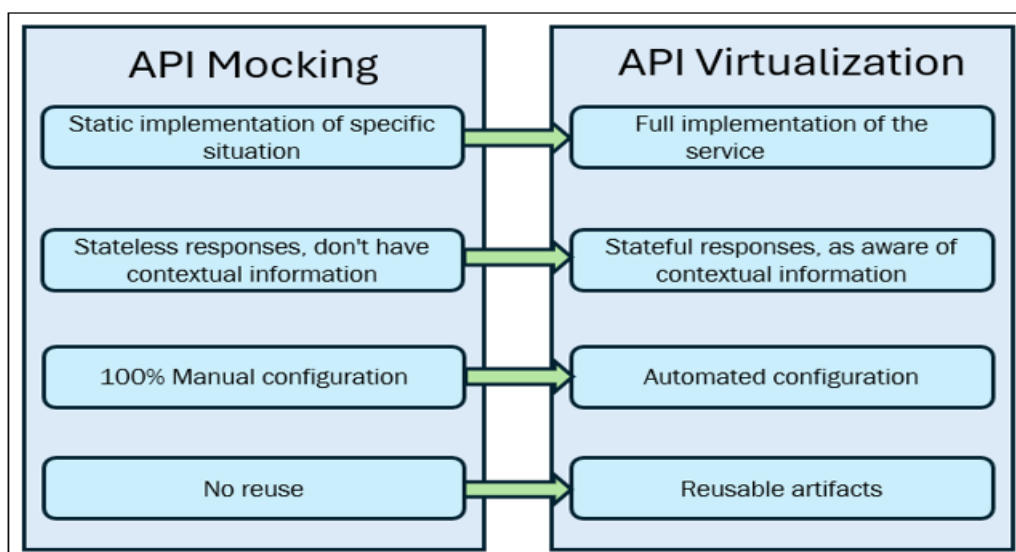 API Mocking
Static implementation of specific
situation
Stateless responses, don't have
contextual information
100% Manual configuration
No reuse
API Virtualization
Full implementation of the
service
Stateful responses, as aware of
contextual information
Automated configuration
Reusable artifacts